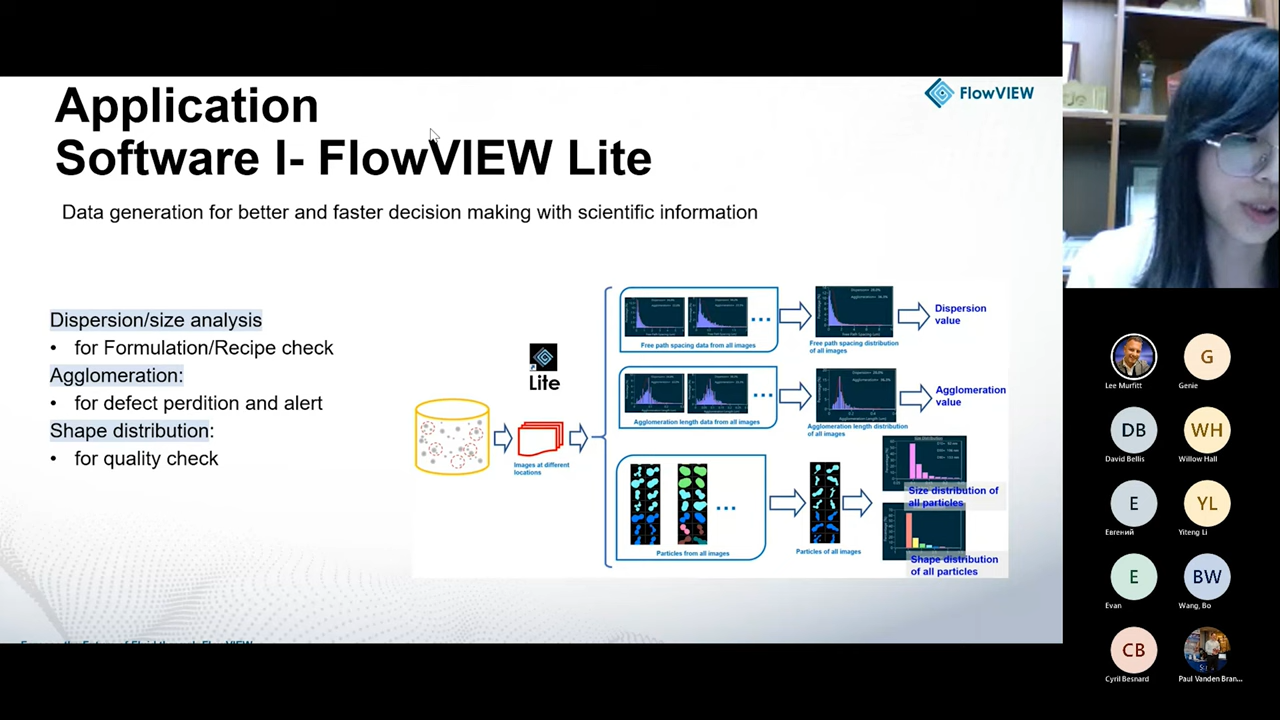 Application
Software I- FlowVIEW Lite
FlowVIEW
Data generation for better and faster decision making with scientific information
Dispersion/size analysis
• for Formulation/Recipe check
Agglomeration:
• for defect perdition and alert
Shape distribution:
• for quality check
Lite
Images at different
locations
Free path spacing data from all images
Free path spacing distribution
of all images
Dispersion
value
Agglomeration length data from all images
Agglomeration length distribution
of all images
Agglomeration
value
Particles from all images
Particles of all images
Size distribution of
all particles
Shape distribution
of all particles
Lee Murfitt
G
Genie
DB
David Bellis
WH
Willow Hall
E
Евгений
YL
Yiteng Li
E
Evan
BW
Wang, Bo
CB
Cyril Besnard
Paul Vanden Bran...